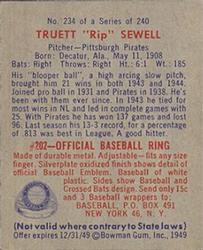 No. 234 of a Series of 240
TRUETT "Rip" SEWELL
Pitcher—Pittsburgh Pirates
Born: Decatur, Ala., May 11, 1908
Bats: Right Throws: Right Ht.: 6:1 Wt.: 185
His "blooper ball", a high arcing slow pitch,
brought him 21 wins in both 1943 and 1944.
Joined pro ball in 1931 and Pirates in 1938. He's
been with them ever since. In 1943 he tied for
most wins in NL and led in complete games with
25. With Pirates he has won 137 games and lost
96. Last season his 13-3 record, for a percentage
of .813 was best in League. A good hitter.
#202—OFFICIAL BASEBALL RING
Made of durable metal. Adjustable—fits any size
finger. Silverplate oxidized finish shows detail of
official Baseball Emblem. Baseball of white
plastic. Sides show Baseball and
Crossed Bats design. Send only 15c
and 3 Baseball wrappers to:
BASEBALL, P.O. BOX 491
NEW YORK 46, N. Y.
(Not valid where contrary to State laws)
Offer expires 12/31/49 ©Bowman Gum, Inc., 1949